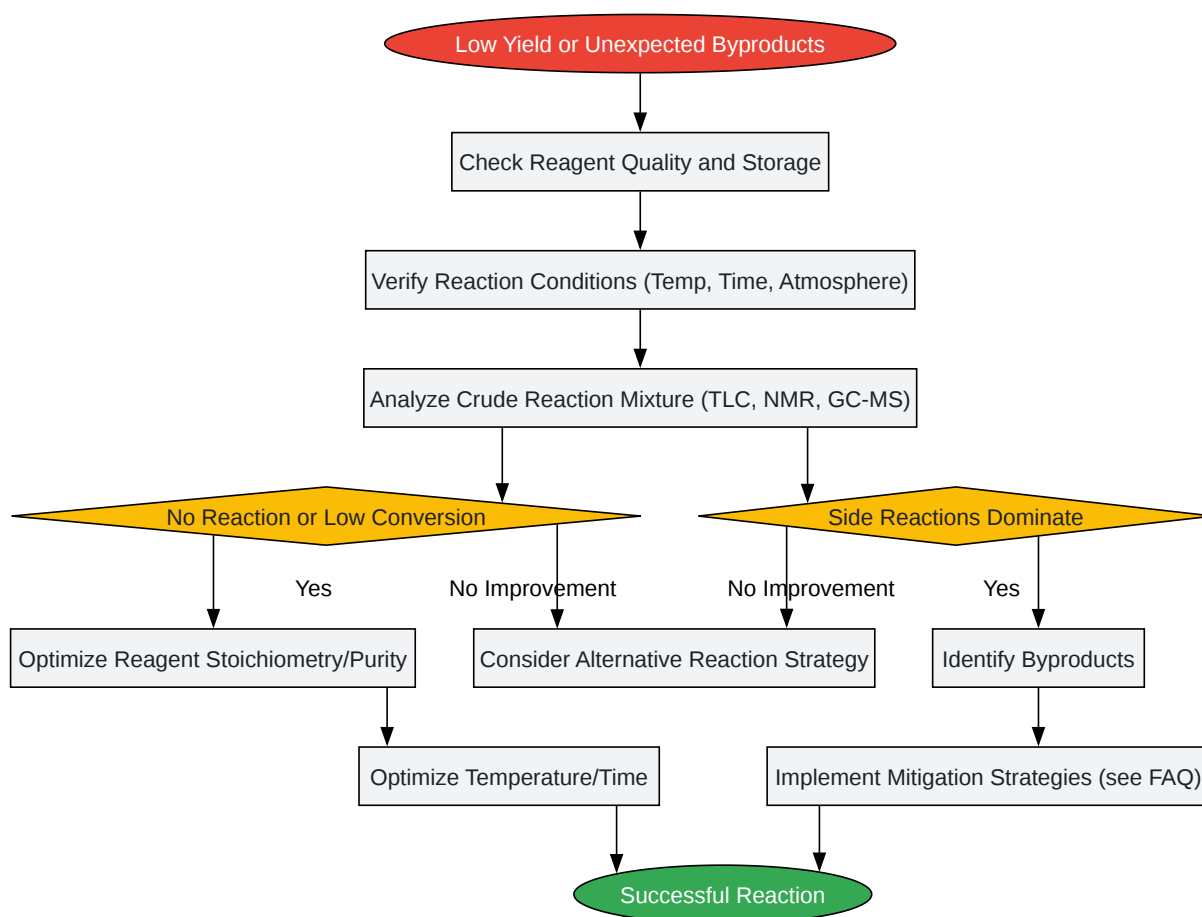 Low Yield or Unexpected Byproducts
Check Reagent Quality and Storage
Verify Reaction Conditions (Temp, Time, Atmosphere)
Analyze Crude Reaction Mixture (TLC, NMR, GC-MS)
No Reaction or Low Conversion
Side Reactions Dominate
Yes
No Improvement
No Improvement
Yes
Optimize Reagent Stoichiometry/Purity
Consider Alternative Reaction Strategy
Identify Byproducts
Optimize Temperature/Time
Implement Mitigation Strategies (see FAQ)
Successful Reaction